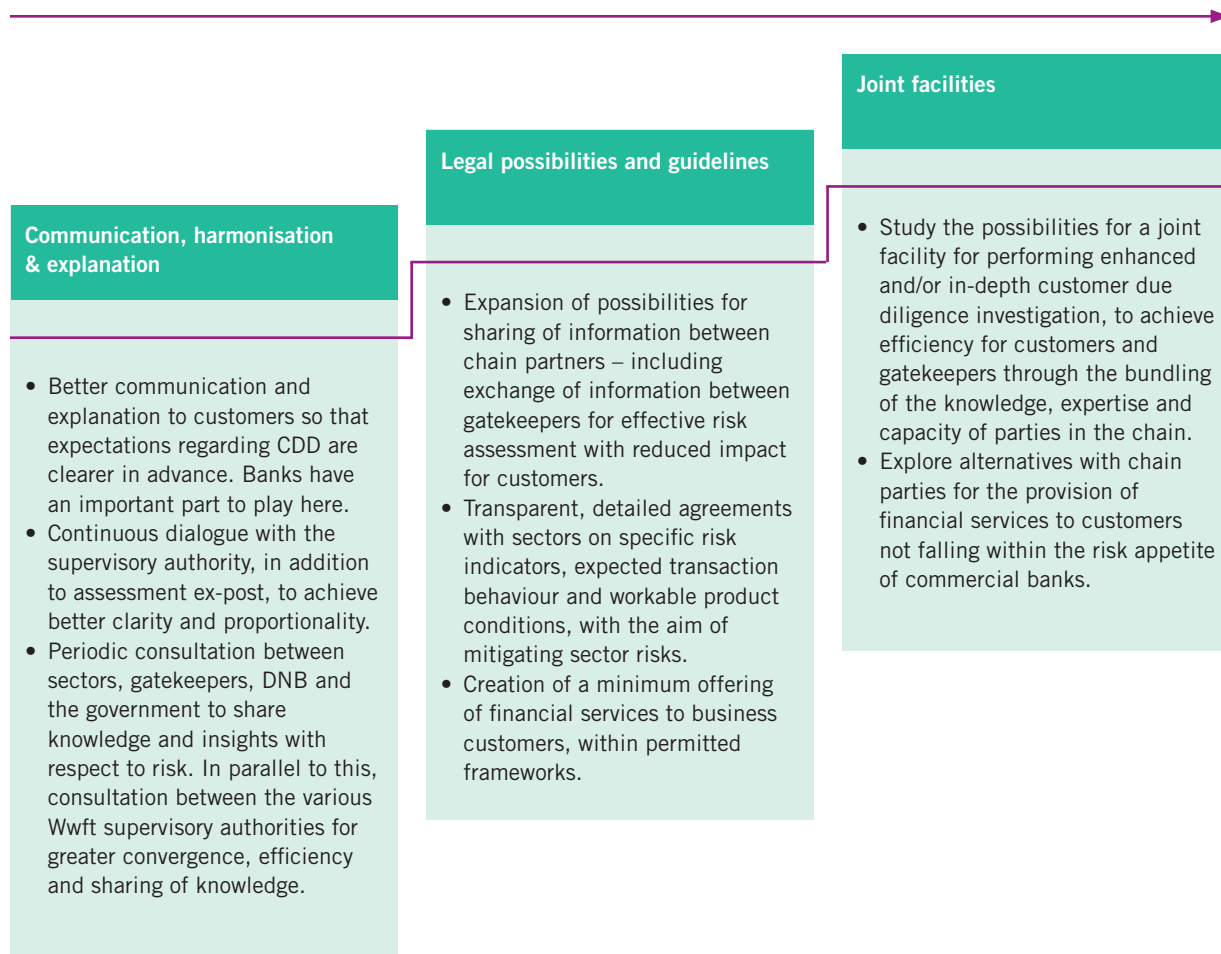 Communication, harmonisation
& explanation
• Better communication and
explanation to customers so that
expectations regarding CDD are
clearer in advance. Banks have
an important part to play here.
• Continuous dialogue with the
supervisory authority, in addition
to assessment ex-post, to achieve
better clarity and proportionality.
• Periodic consultation between
sectors, gatekeepers, DNB and
the government to share
knowledge and insights with
respect to risk. In parallel to this,
consultation between the various
Wwft supervisory authorities for
greater convergence, efficiency
and sharing of knowledge.
Legal possibilities and guidelines
• Expansion of possibilities for
sharing of information between
chain partners – including
exchange of information between
gatekeepers for effective risk
assessment with reduced impact
for customers.
• Transparent, detailed agreements
with sectors on specific risk
indicators, expected transaction
behaviour and workable product
conditions, with the aim of
mitigating sector risks.
• Creation of a minimum offering
of financial services to business
customers, within permitted
frameworks.
Joint facilities
• Study the possibilities for a joint
facility for performing enhanced
and/or in-depth customer due
diligence investigation, to achieve
efficiency for customers and
gatekeepers through the bundling
of the knowledge, expertise and
capacity of parties in the chain.
• Explore alternatives with chain
parties for the provision of
financial services to customers
not falling within the risk appetite
of commercial banks.